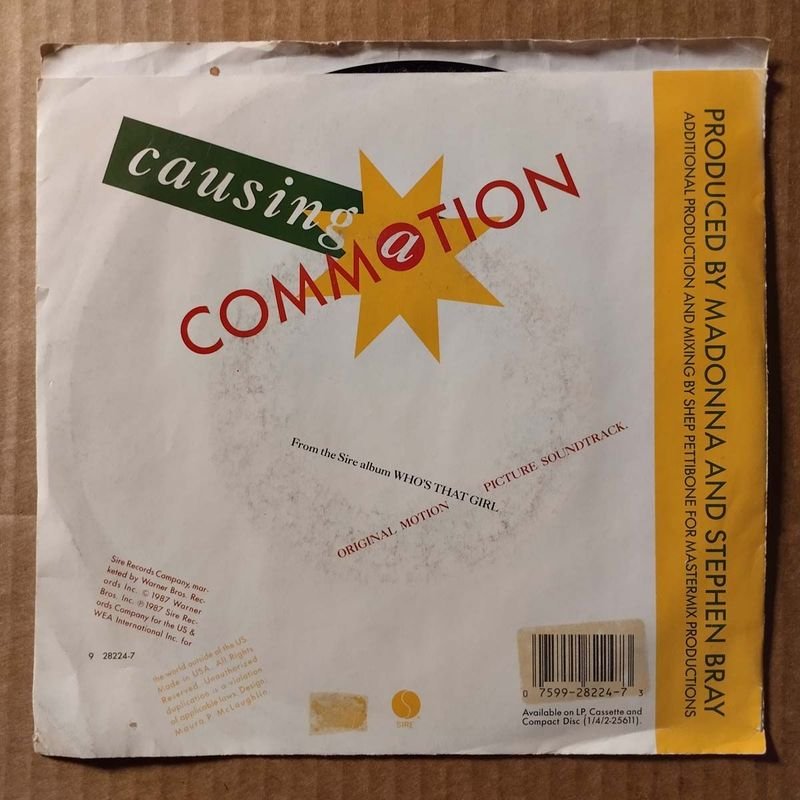 causing
a
COMMOTION
From the Sire album WHO'S THAT GIRL
ORIGINAL MOTION PICTURE SOUNDTRACK.
PRODUCED BY MADONNA AND STEPHEN BRAY
ADDITIONAL PRODUCTION AND MIXING BY SHEP PETTIBONE FOR MASTERMIX PRODUCTIONS
Sire Records Company, mar-
keted by Warner Bros. Rec-
ords Inc. © 1987 Warner
Bros. Inc. ℗ 1987 Sire Rec-
ords Company for the US &
WEA International Inc. for
the world outside of the US.
Made in USA. All Rights
Reserved. Unauthorized
duplication is a violation
of applicable laws. Design,
Maura P. McLaughlin.
9 28224-7
S
SIRE
0 7599-28224-7 3
Available on LP, Cassette and
Compact Disc (1/4/2-25611).